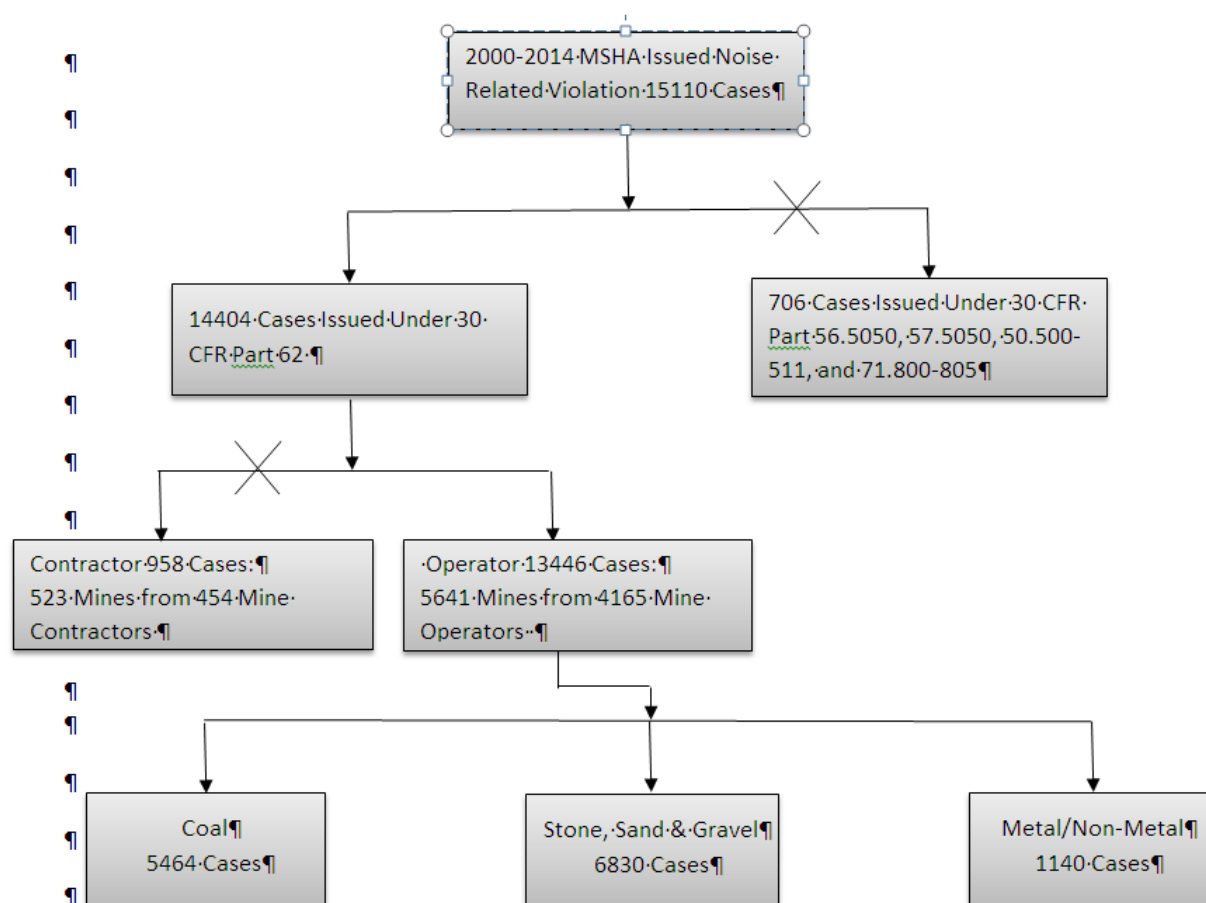 2000-2014 MSHA Issued Noise
Related Violation 15110 Cases¶
14404 Cases Issued Under 30
CFR Part 62 ¶
706 Cases Issued Under 30 CFR
Part 56.5050, 57.5050, 50.500-
511, and 71.800-805¶
Contractor 958 Cases:¶
523 Mines from 454 Mine
Contractors ¶
Operator 13446 Cases:¶
5641 Mines from 4165 Mine
Operators ¶
Coal¶
5464 Cases¶
Stone, Sand & Gravel¶
6830 Cases¶
Metal/Non-Metal¶
1140 Cases¶